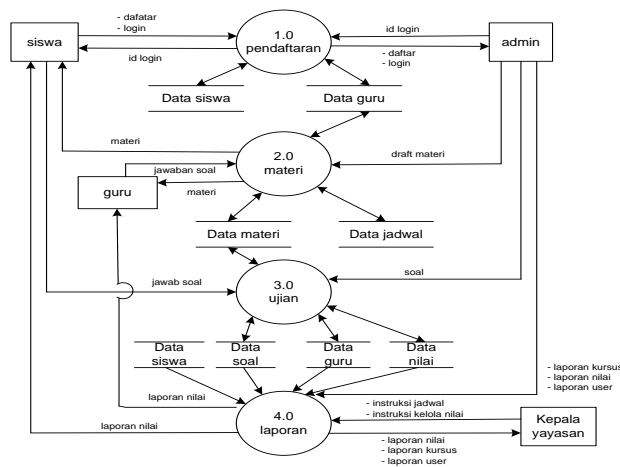 - dafatar
- login
siswa
id login
1.0
pendaftaran
id login
- daftar
- login
admin
Data siswa
Data guru
materi
2.0
materi
draft materi
jawaban soal
materi
guru
Data materi
Data jadwal
jawab soal
3.0
ujian
soal
Data
siswa
Data
soal
Data
guru
Data
nilai
- laporan kursus
- laporan nilai
- laporan user
laporan nilai
laporan nilai
4.0
laporan
- instruksi jadwal
- instruksi kelola nilai
Kepala
yayasan
- laporan nilai
- laporan kursus
- laporan user